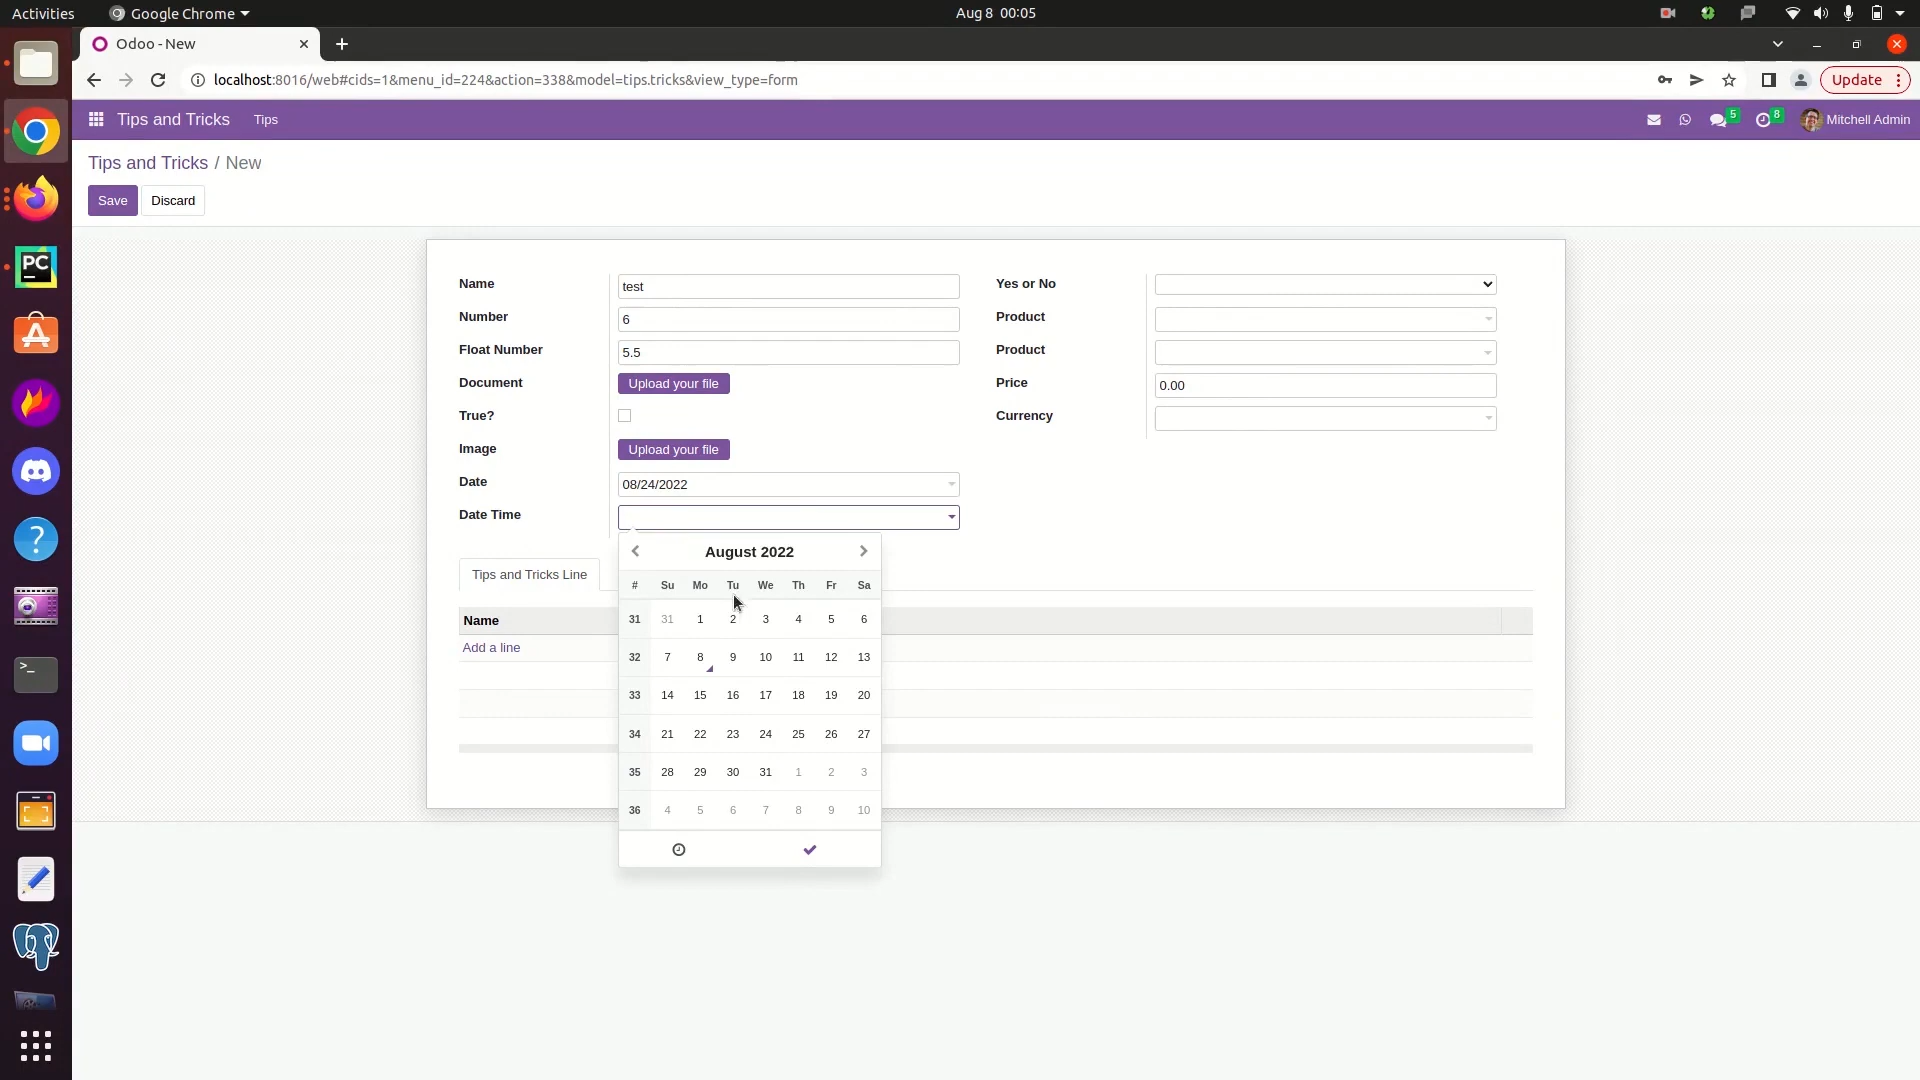 Activities Google Chrome Aug 8 00:05
Odoo - New
localhost:8016/web#cids=1&menu_id=224&action=338&model=tips.tricks&view_type=form Update
Tips and Tricks Tips 5 8 Mitchell Admin
Tips and Tricks / New
Save Discard
Name test Yes or No
Number 6 Product
Float Number 5.5 Product
Document Upload your file Price 0.00
True? Currency
Image Upload your file
Date 08/24/2022
Date Time
August 2022
Tips and Tricks Line
# Su Mo Tu We Th Fr Sa
Name
31 31 1 2 3 4 5 6
Add a line
32 7 8 9 10 11 12 13
33 14 15 16 17 18 19 20
34 21 22 23 24 25 26 27
35 28 29 30 31 1 2 3
36 4 5 6 7 8 9 10
PC